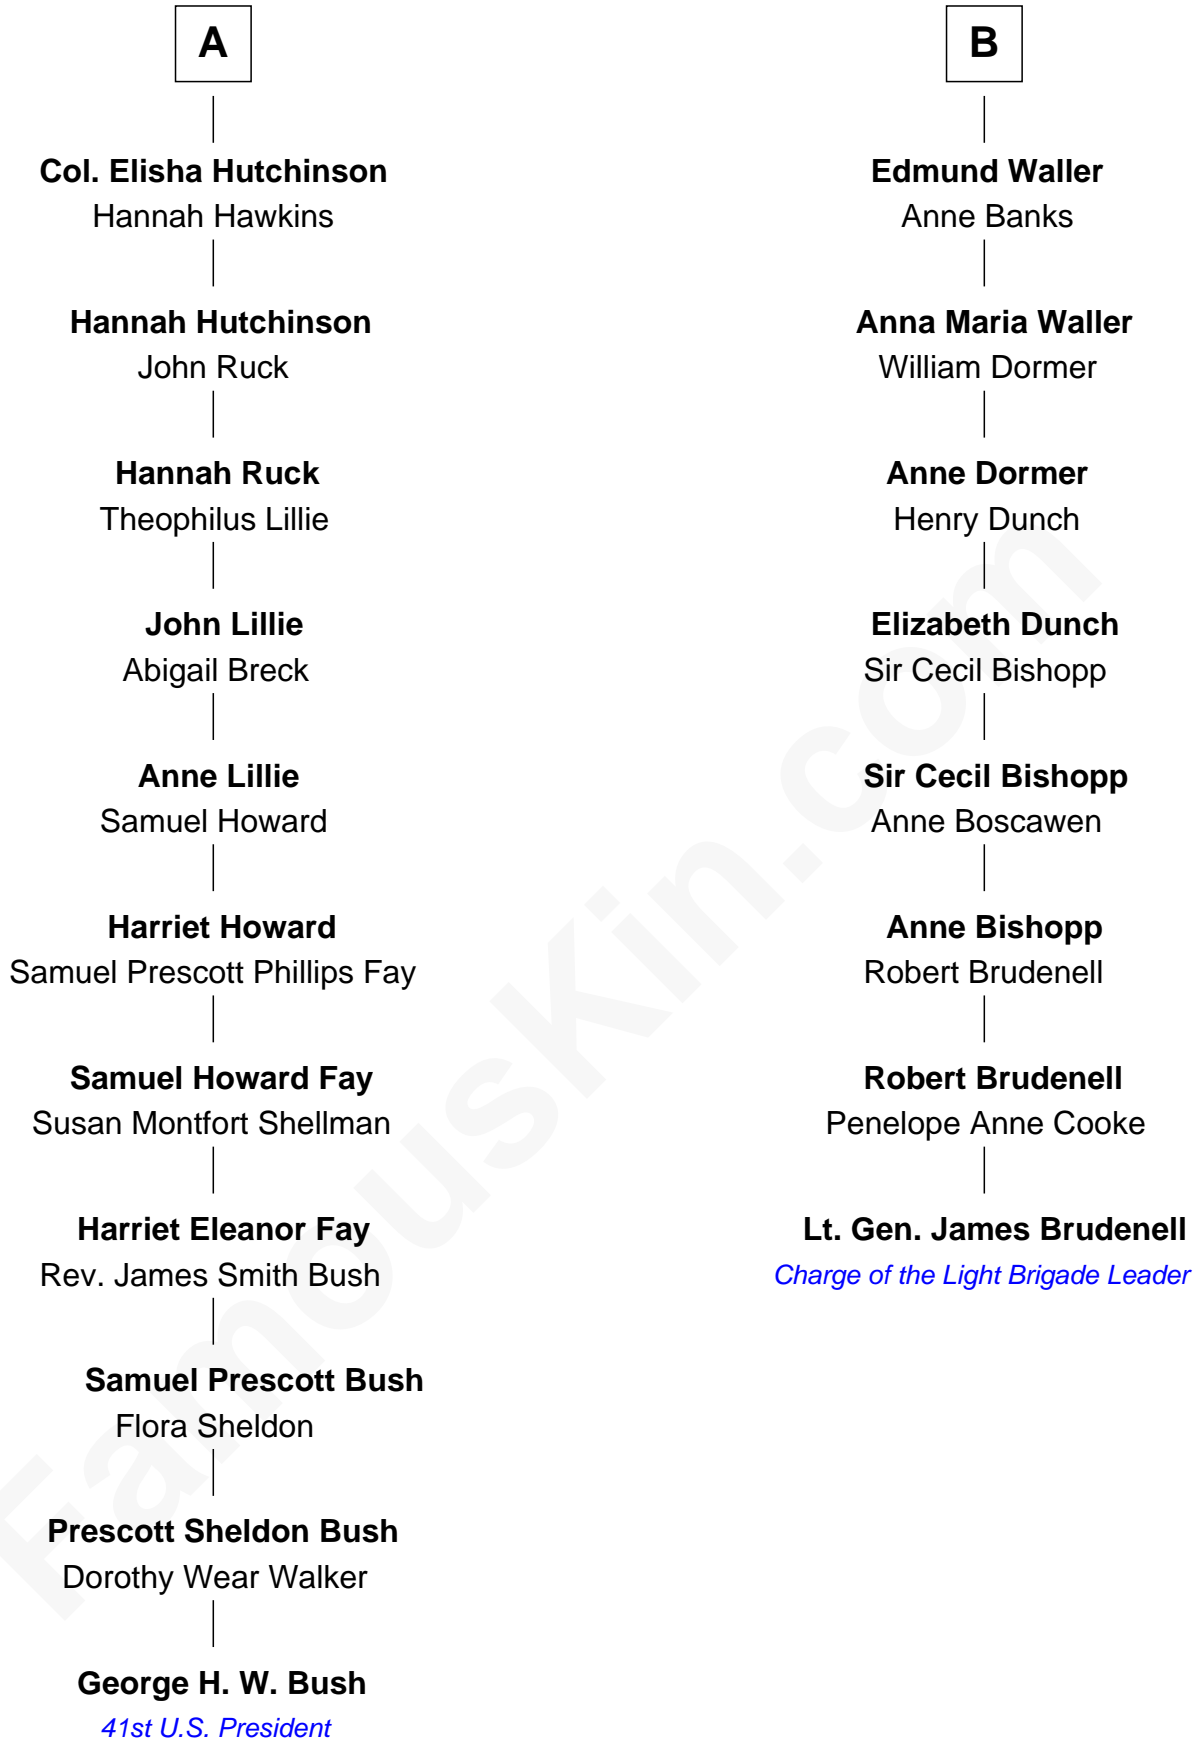 A
Col. Elisha Hutchinson
Hannah Hawkins
Hannah Hutchinson
John Ruck
Hannah Ruck
Theophilus Lillie
John Lillie
Abigail Breck
Anne Lillie
Samuel Howard
Harriet Howard
Samuel Prescott Phillips Fay
Samuel Howard Fay
Susan Montfort Shellman
Harriet Eleanor Fay
Rev. James Smith Bush
Samuel Prescott Bush
Flora Sheldon
Prescott Sheldon Bush
Dorothy Wear Walker
George H. W. Bush
41st U.S. President
B
Edmund Waller
Anne Banks
Anna Maria Waller
William Dormer
Anne Dormer
Henry Dunch
Elizabeth Dunch
Sir Cecil Bishopp
Sir Cecil Bishopp
Anne Boscawen
Anne Bishopp
Robert Brudenell
Robert Brudenell
Penelope Anne Cooke
Lt. Gen. James Brudenell
Charge of the Light Brigade Leader
FamousKin.com